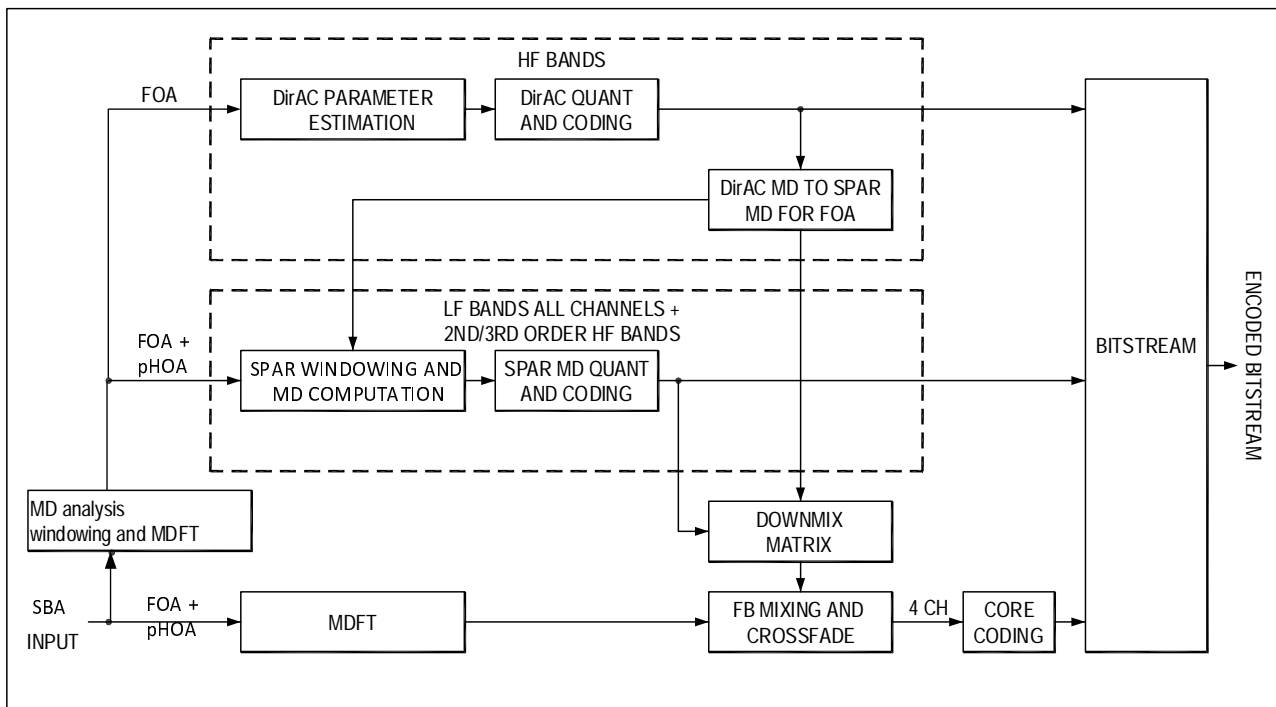 HF BANDS
FOA
DirAC PARAMETER
ESTIMATION
DirAC QUANT
AND CODING
DirAC MD TO SPAR
MD FOR FOA
LF BANDS ALL CHANNELS +
2ND/3RD ORDER HF BANDS
FOA +
pHOA
SPAR WINDOWING AND
MD COMPUTATION
SPAR MD QUANT
AND CODING
BITSTREAM
ENCODED BITSTREAM
MD analysis
windowing and MDFT
DOWNMIX
MATRIX
SBA
INPUT
FOA +
pHOA
MDFT
FB MIXING AND
CROSSFADE
4 CH
CORE
CODING